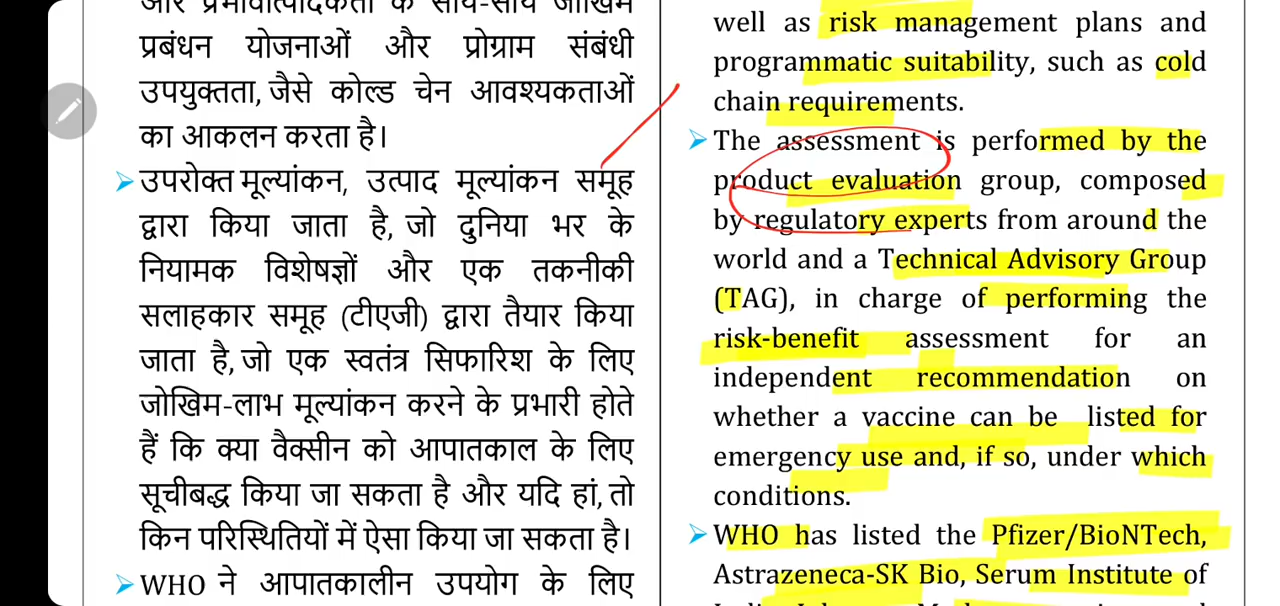 और प्रभावोत्पादकता के साथ-साथ जोखिम
प्रबंधन योजनाओं और प्रोग्राम संबंधी
उपयुक्तता, जैसे कोल्ड चेन आवश्यकताओं
का आकलन करता है।
उपरोक्त मूल्यांकन, उत्पाद मूल्यांकन समूह
द्वारा किया जाता है, जो दुनिया भर के
नियामक विशेषज्ञों और एक तकनीकी
सलाहकार समूह (टीएजी) द्वारा तैयार किया
जाता है, जो एक स्वतंत्र सिफारिश के लिए
जोखिम-लाभ मूल्यांकन करने के प्रभारी होते
हैं कि क्या वैक्सीन को आपातकाल के लिए
सूचीबद्ध किया जा सकता है और यदि हां, तो
किन परिस्थितियों में ऐसा किया जा सकता है।
WHO ने आपातकालीन उपयोग के लिए
well as risk management plans and
programmatic suitability, such as cold
chain requirements.
The assessment is performed by the
product evaluation group, composed
by regulatory experts from around the
world and a Technical Advisory Group
(TAG), in charge of performing the
risk-benefit assessment for an
independent recommendation on
whether a vaccine can be listed for
emergency use and, if so, under which
conditions.
WHO has listed the Pfizer/BioNTech,
Astrazeneca-SK Bio, Serum Institute of